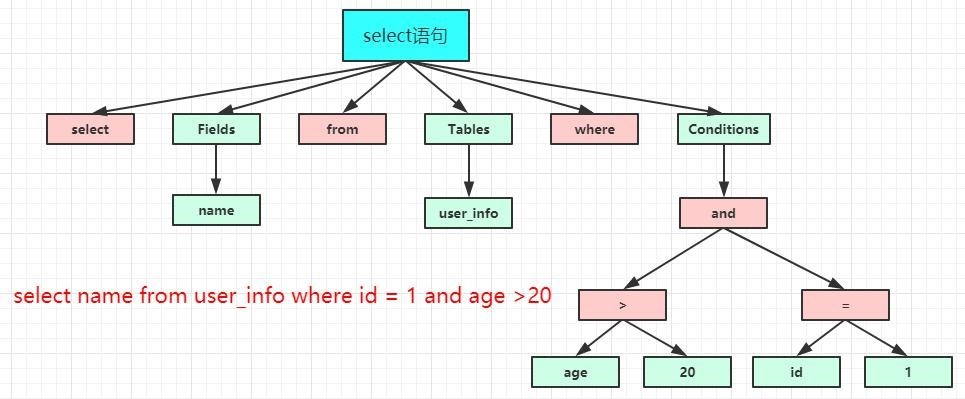 select语句
select
Fields
from
Tables
where
Conditions
name
user_info
and
select name from user_info where id = 1 and age >20
>
=
age
20
id
1